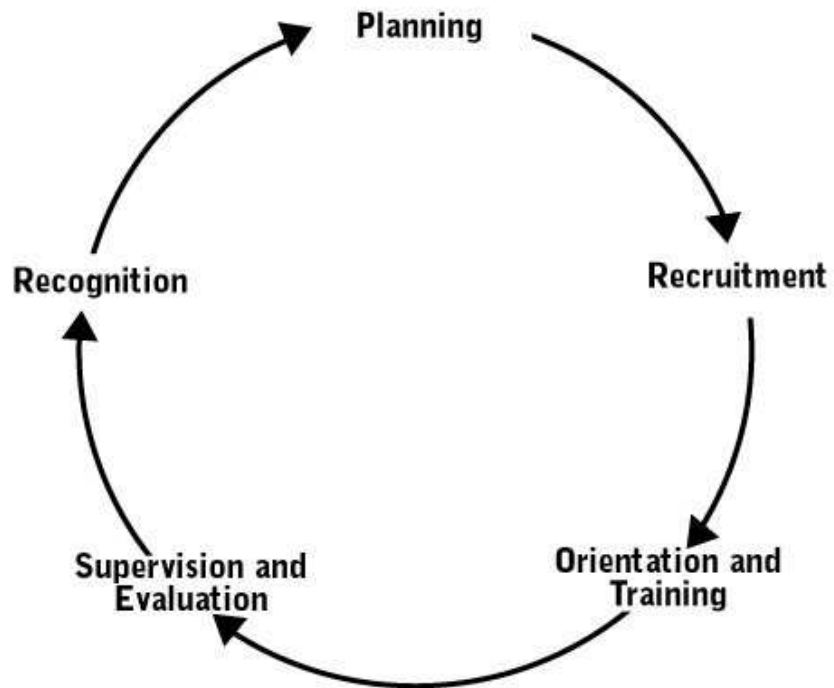 Planning
Recruitment
Orientation and
Training
Supervision and
Evaluation
Recognition